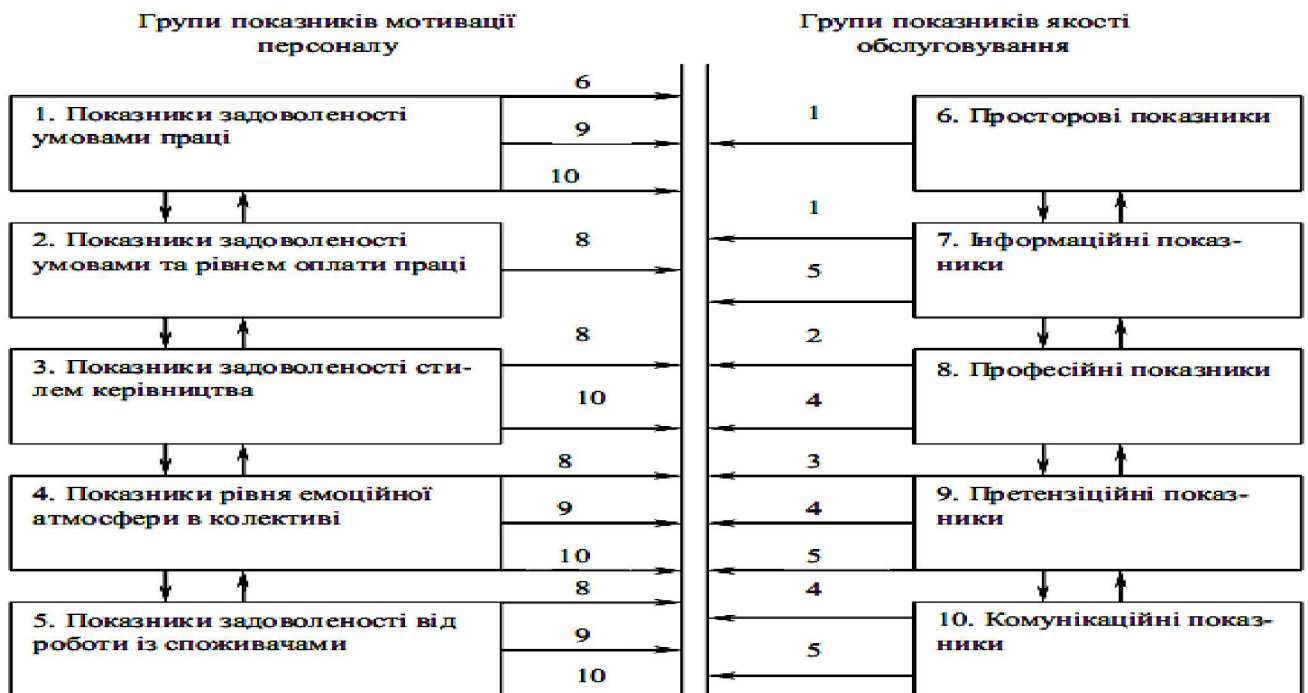 Групи показників мотивації
персоналу
Групи показників якості
обслуговування
1. Показники задоволеності
умовами праці
6
9
10
1
6. Просторові показники
2. Показники задоволеності
умовами та рівнем оплати праці
8
1
5
7. Інформаційні показ-
ники
3. Показники задоволеності сти-
лем керівництва
8
10
2
4
8. Професійні показники
4. Показники рівня емоційної
атмосфери в колективі
8
9
10
3
4
5
9. Претензіційні показ-
ники
5. Показники задоволеності від
роботи із споживачами
8
9
10
4
5
10. Комунікаційні показ-
ники